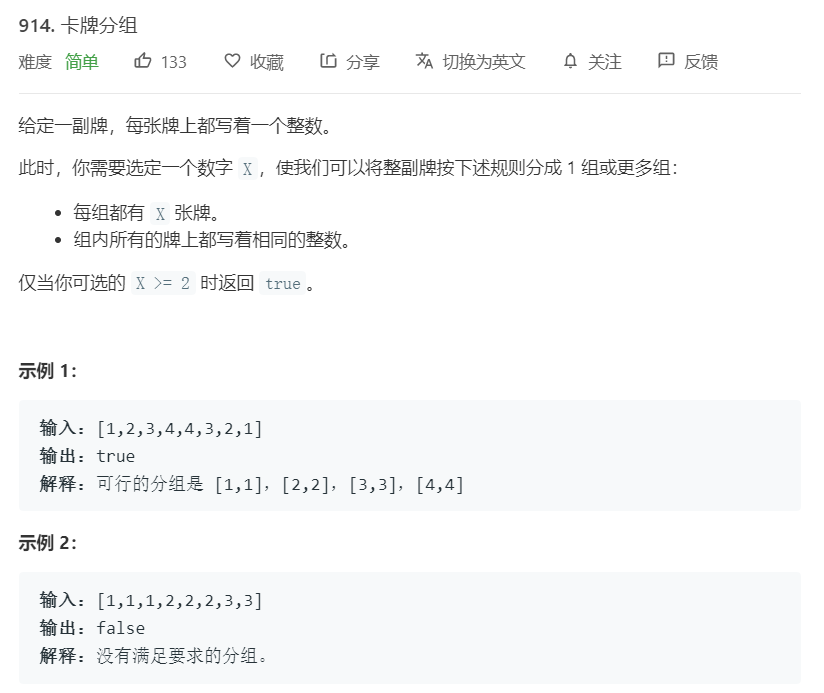 914. 卡牌分组
难度 简单 133 收藏 分享 切换为英文 关注 反馈
给定一副牌，每张牌上都写着一个整数。
此时，你需要选定一个数字 X，使我们可以将整副牌按下述规则分成 1 组或更多组：
• 每组都有 X 张牌。
• 组内所有的牌上都写着相同的整数。
仅当你可选的 X >= 2 时返回 true。
示例 1：
输入：[1,2,3,4,4,3,2,1]
输出：true
解释：可行的分组是 [1,1]，[2,2]，[3,3]，[4,4]
示例 2：
输入：[1,1,1,2,2,2,3,3]
输出：false
解释：没有满足要求的分组。